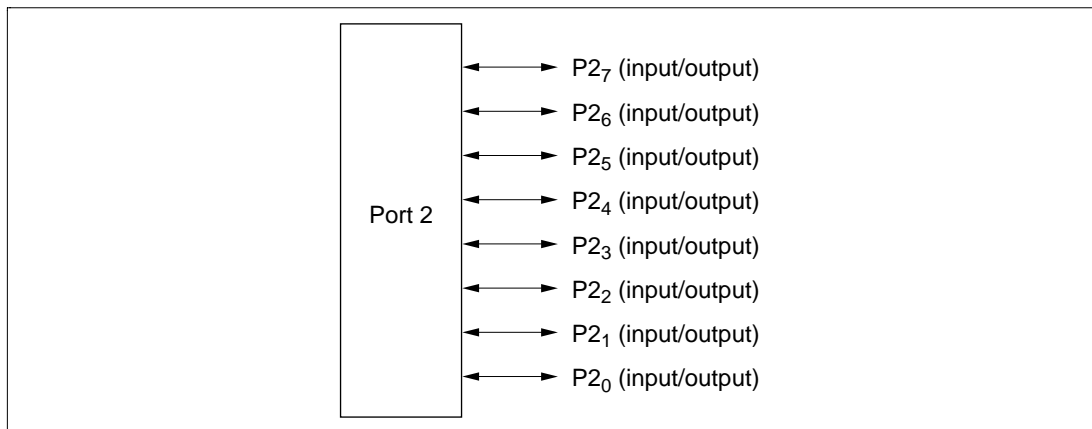 P2₇ (input/output)
P2₆ (input/output)
P2₅ (input/output)
P2₄ (input/output)
Port 2
P2₃ (input/output)
P2₂ (input/output)
P2₁ (input/output)
P2₀ (input/output)